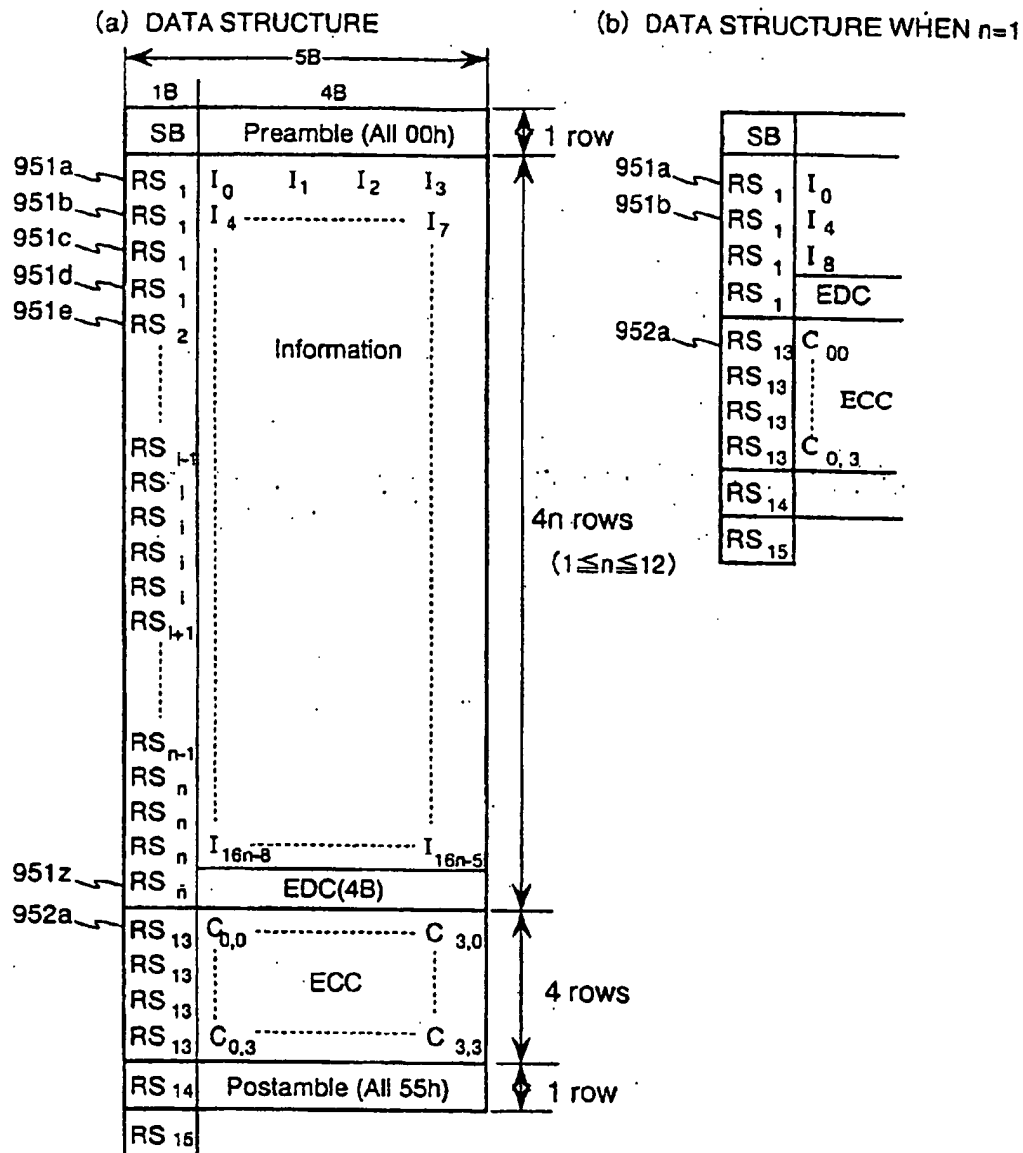 (a) DATA STRUCTURE
5B
1B 4B
SB Preamble (All 00h) 1 row
951a RS 1 I0 I1 I2 I3
951b RS 1 I4 I7
951c RS 1
951d RS 1
951e RS 2
Information
RS i-1
RS i
RS i
RS i
RS i
RS i+1
4n rows
(1≦n≦12)
RS n-1
RS n
RS n
RS n I16n-8 I16n-5
951z RS n EDC(4B)
952a RS 13 C0,0 C 3,0
RS 13
RS 13 ECC
RS 13 C0,3 C 3,3
4 rows
RS 14 Postamble (All 55h) 1 row
RS 15
(b) DATA STRUCTURE WHEN n=1
SB
951a RS 1 I0
951b RS 1 I4
RS 1 I8
RS 1 EDC
952a RS 13 C00
RS 13
RS 13 ECC
RS 13 C0,3
RS 14
RS 15